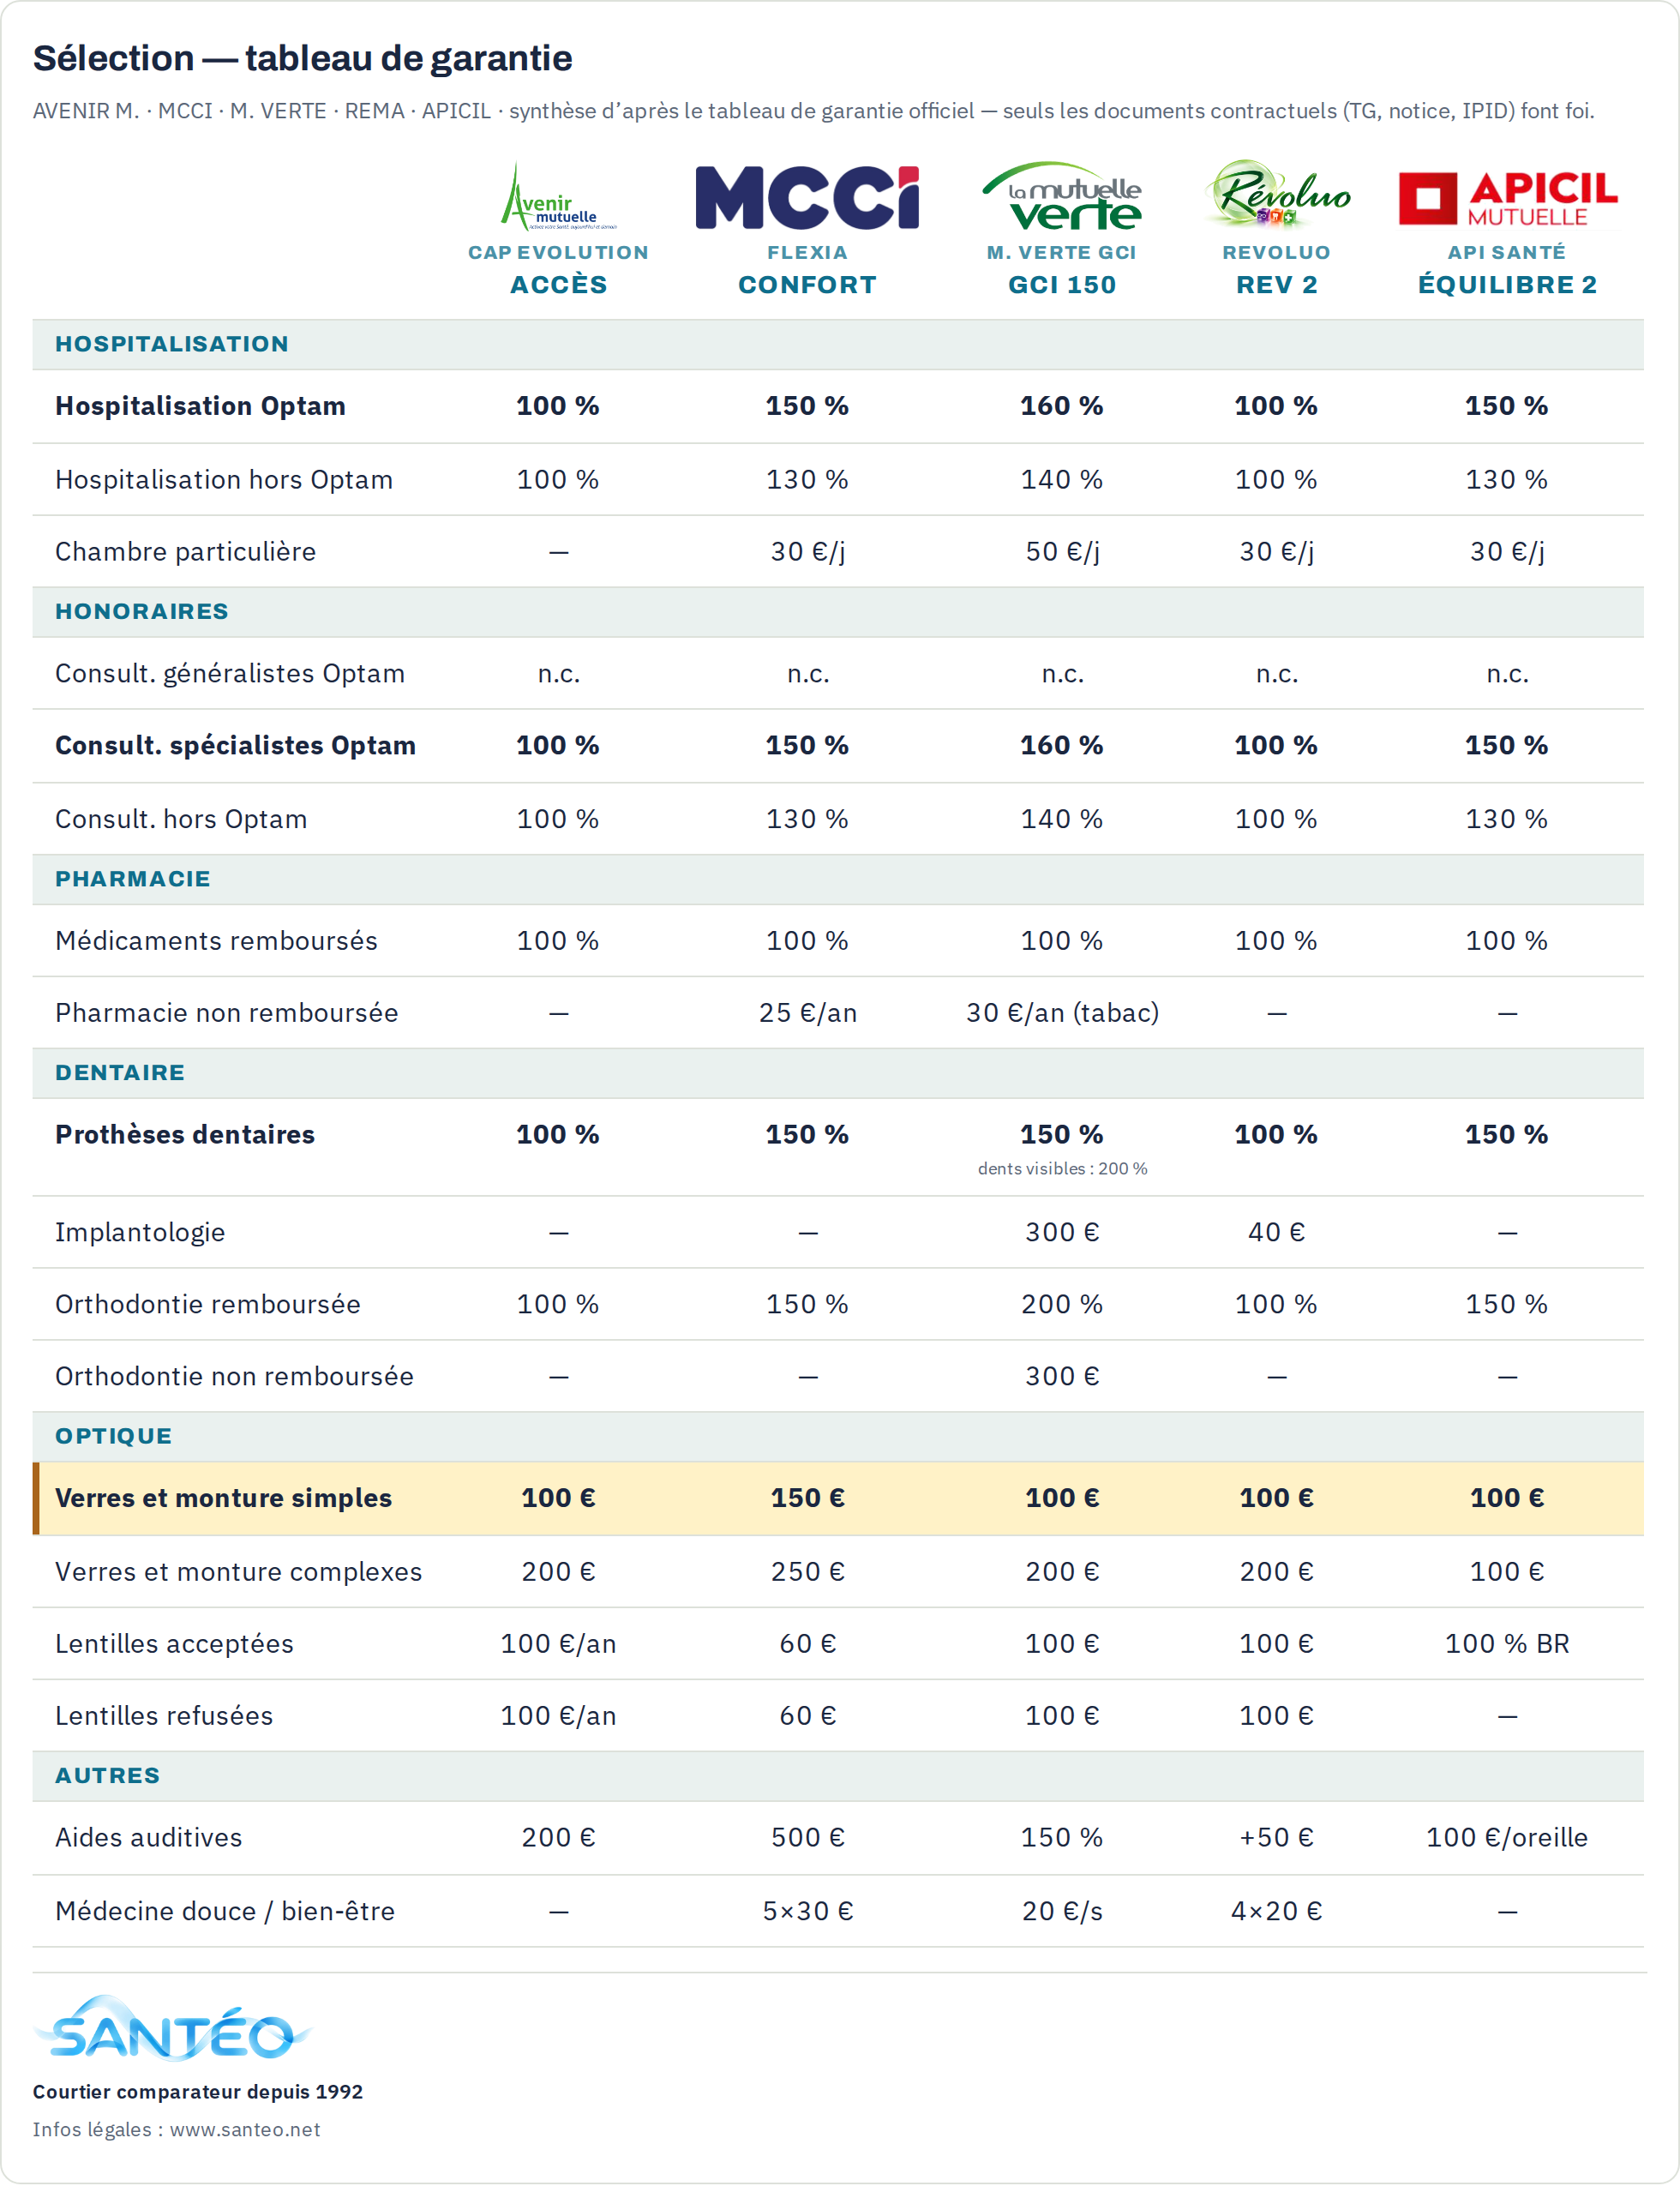 Sélection — tableau de garantie
AVENIR M. · MCCI · M. VERTE · REMA · APICIL · synthèse d’après le tableau de garantie officiel — seuls les documents contractuels (TG, notice, IPID) font foi.
Avenir mutuelle MCCi la mutuelle verte Révoluo APICIL MUTUELLE
CAP EVOLUTION FLEXIA M. VERTE GCI REVOLUO API SANTÉ
ACCÈS CONFORT GCI 150 REV 2 ÉQUILIBRE 2
HOSPITALISATION
Hospitalisation Optam 100 % 150 % 160 % 100 % 150 %
Hospitalisation hors Optam 100 % 130 % 140 % 100 % 130 %
Chambre particulière — 30 €/j 50 €/j 30 €/j 30 €/j
HONORAIRES
Consult. généralistes Optam n.c. n.c. n.c. n.c. n.c.
Consult. spécialistes Optam 100 % 150 % 160 % 100 % 150 %
Consult. hors Optam 100 % 130 % 140 % 100 % 130 %
PHARMACIE
Médicaments remboursés 100 % 100 % 100 % 100 % 100 %
Pharmacie non remboursée — 25 €/an 30 €/an (tabac) — —
DENTAIRE
Prothèses dentaires 100 % 150 % 150 % 100 % 150 %
dents visibles : 200 %
Implantologie — — 300 € 40 € —
Orthodontie remboursée 100 % 150 % 200 % 100 % 150 %
Orthodontie non remboursée — — 300 € — —
OPTIQUE
Verres et monture simples 100 € 150 € 100 € 100 € 100 €
Verres et monture complexes 200 € 250 € 200 € 200 € 100 €
Lentilles acceptées 100 €/an 60 € 100 € 100 € 100 % BR
Lentilles refusées 100 €/an 60 € 100 € 100 € —
AUTRES
Aides auditives 200 € 500 € 150 % +50 € 100 €/oreille
Médecine douce / bien-être — 5×30 € 20 €/s 4×20 € —
SANTÉO
Courtier comparateur depuis 1992
Infos légales : www.santeo.net